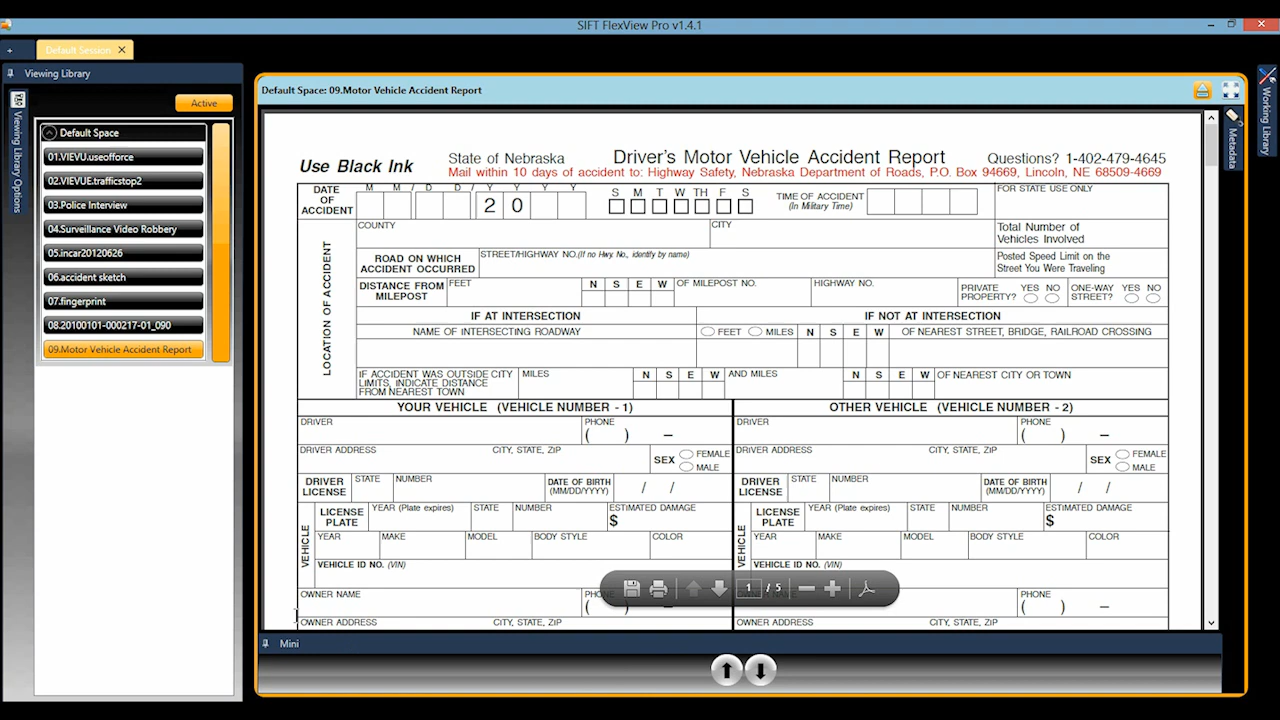 SIFT FlexView Pro v1.4.1
+
Default Session
Viewing Library
Viewing Library Options
Active
Default Space
01.VIEVU.useofforce
02.VIEVUE.trafficstop2
03.Police Interview
04.Surveillance Video Robbery
05.incar20120626
06.accident sketch
07.fingerprint
08.20100101-000217-01_090
09.Motor Vehicle Accident Report
Default Space: 09.Motor Vehicle Accident Report
Working Library
Metadata
Use Black Ink
State of Nebraska
Driver's Motor Vehicle Accident Report
Questions? 1-402-479-4645
Mail within 10 days of accident to: Highway Safety, Nebraska Department of Roads, P.O. Box 94669, Lincoln, NE 68509-4669
DATE OF ACCIDENT
M M / D D / Y Y Y Y
2 0
S M T W TH F S
TIME OF ACCIDENT
(In Military Time)
FOR STATE USE ONLY
LOCATION OF ACCIDENT
COUNTY
CITY
Total Number of
Vehicles Involved
ROAD ON WHICH
ACCIDENT OCCURRED
STREET/HIGHWAY NO.(If no Hwy. No., identify by name)
Posted Speed Limit on the
Street You Were Traveling
DISTANCE FROM
MILEPOST
FEET
N S E W
OF MILEPOST NO.
HIGHWAY NO.
PRIVATE
PROPERTY?
YES NO
ONE-WAY
STREET?
YES NO
IF AT INTERSECTION
IF NOT AT INTERSECTION
NAME OF INTERSECTING ROADWAY
FEET MILES
N S E W
OF NEAREST STREET, BRIDGE, RAILROAD CROSSING
IF ACCIDENT WAS OUTSIDE CITY
LIMITS, INDICATE DISTANCE
FROM NEAREST TOWN
MILES
N S E W
AND MILES
N S E W
OF NEAREST CITY OR TOWN
YOUR VEHICLE (VEHICLE NUMBER - 1)
OTHER VEHICLE (VEHICLE NUMBER - 2)
DRIVER
PHONE
( ) –
DRIVER
PHONE
( ) –
DRIVER ADDRESS
CITY, STATE, ZIP
SEX
FEMALE
MALE
DRIVER ADDRESS
CITY, STATE, ZIP
SEX
FEMALE
MALE
DRIVER
LICENSE
STATE
NUMBER
DATE OF BIRTH
(MM/DD/YYYY)
/ /
DRIVER
LICENSE
STATE
NUMBER
DATE OF BIRTH
(MM/DD/YYYY)
/ /
VEHICLE
LICENSE
PLATE
YEAR (Plate expires)
STATE
NUMBER
ESTIMATED DAMAGE
$
VEHICLE
LICENSE
PLATE
YEAR (Plate expires)
STATE
NUMBER
ESTIMATED DAMAGE
$
YEAR
MAKE
MODEL
BODY STYLE
COLOR
YEAR
MAKE
MODEL
BODY STYLE
COLOR
VEHICLE ID NO. (VIN)
VEHICLE ID NO. (VIN)
1 / 5
OWNER NAME
( ) –
PHONE
( ) –
OWNER ADDRESS
CITY, STATE, ZIP
OWNER ADDRESS
CITY, STATE, ZIP
Mini